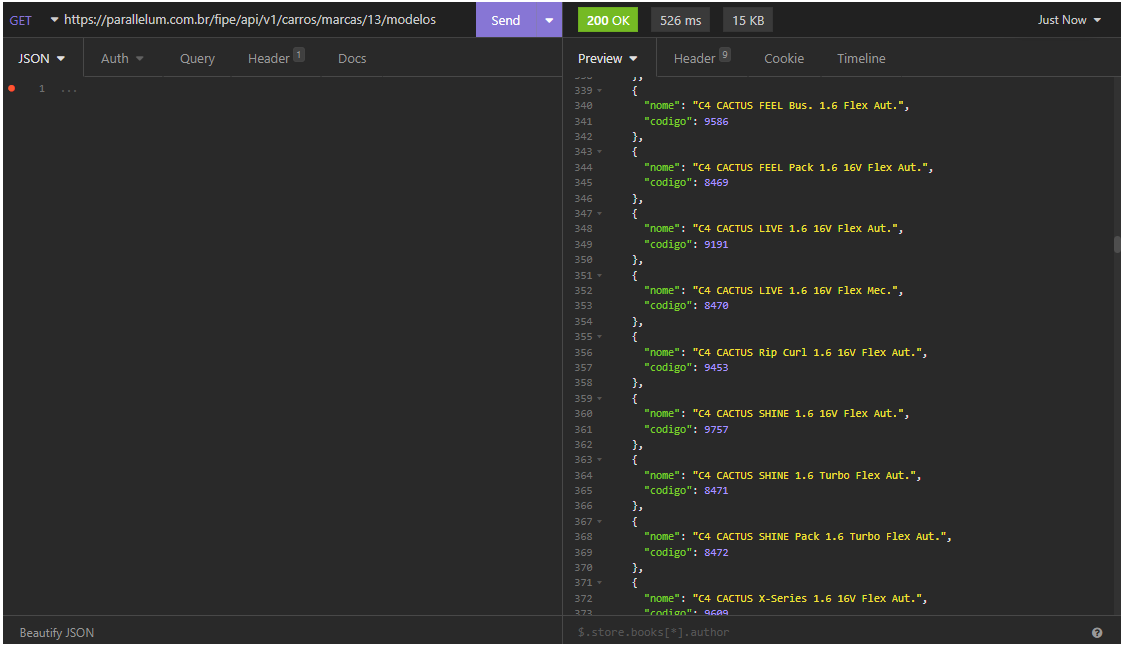 GET https://parallelum.com.br/fipe/api/v1/carros/marcas/13/modelos Send 200 OK 526 ms 15 KB Just Now
JSON Auth Query Header 1 Docs Preview Header 9 Cookie Timeline
1 ...
338 },
339 {
340 "nome": "C4 CACTUS FEEL Bus. 1.6 Flex Aut.",
341 "codigo": 9586
342 },
343 {
344 "nome": "C4 CACTUS FEEL Pack 1.6 16V Flex Aut.",
345 "codigo": 8469
346 },
347 {
348 "nome": "C4 CACTUS LIVE 1.6 16V Flex Aut.",
349 "codigo": 9191
350 },
351 {
352 "nome": "C4 CACTUS LIVE 1.6 16V Flex Mec.",
353 "codigo": 8470
354 },
355 {
356 "nome": "C4 CACTUS Rip Curl 1.6 16V Flex Aut.",
357 "codigo": 9453
358 },
359 {
360 "nome": "C4 CACTUS SHINE 1.6 16V Flex Aut.",
361 "codigo": 9757
362 },
363 {
364 "nome": "C4 CACTUS SHINE 1.6 Turbo Flex Aut.",
365 "codigo": 8471
366 },
367 {
368 "nome": "C4 CACTUS SHINE Pack 1.6 Turbo Flex Aut.",
369 "codigo": 8472
370 },
371 {
372 "nome": "C4 CACTUS X-Series 1.6 16V Flex Aut.",
373 "codigo": 9609
Beautify JSON $.store.books[*].author ?